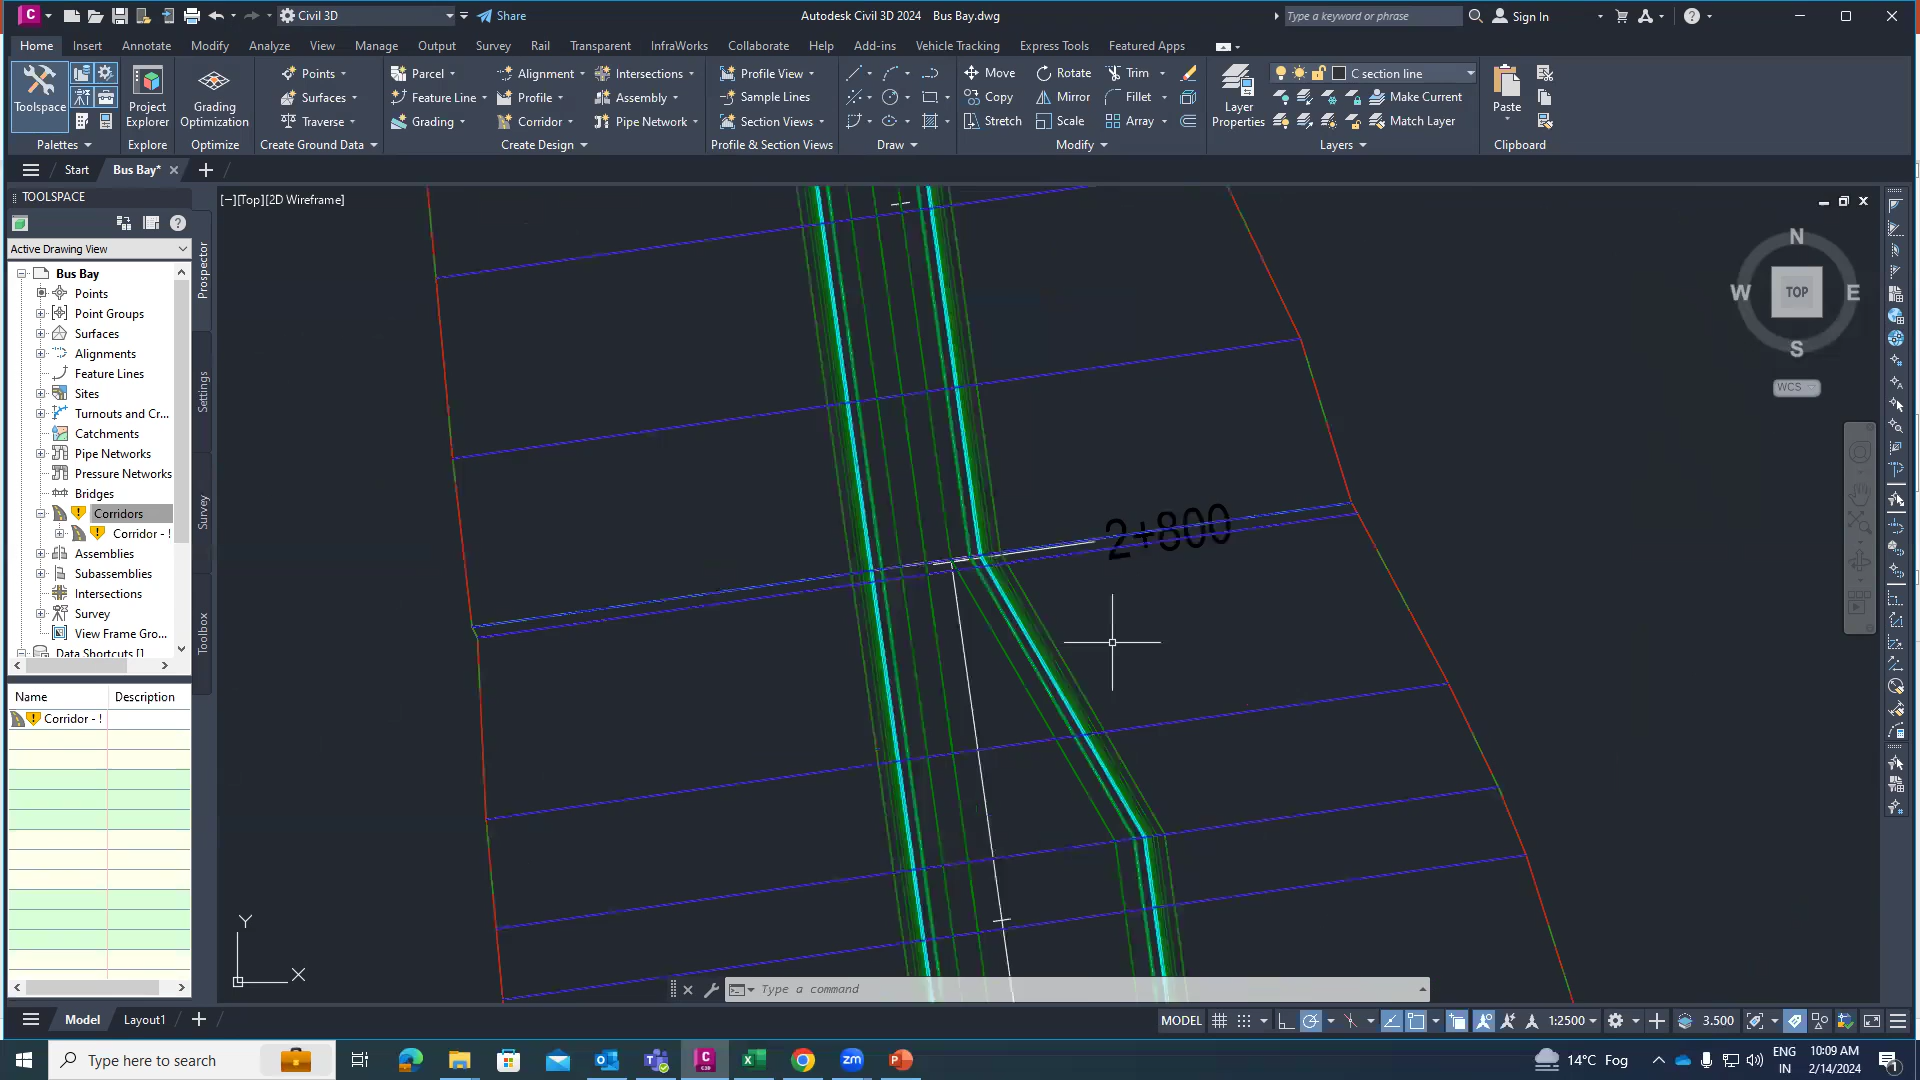 Civil 3D
Share
Autodesk Civil 3D 2024 Bus Bay.dwg
Type a keyword or phrase
Sign In
Home Insert Annotate Modify Analyze View Manage Output Survey Rail Transparent InfraWorks Collaborate Help Add-ins Vehicle Tracking Express Tools Featured Apps
Toolspace
Project Explorer
Grading Optimization
Points
Surfaces
Traverse
Parcel
Feature Line
Grading
Alignment
Profile
Corridor
Intersections
Assembly
Pipe Network
Profile View
Sample Lines
Section Views
Move
Copy
Stretch
Rotate
Mirror
Scale
Trim
Fillet
Array
Layer Properties
C section line
Make Current
Match Layer
Paste
Palettes Explore Optimize Create Ground Data Create Design Profile & Section Views Draw Modify Layers Clipboard
Start
Bus Bay*
TOOLSPACE
[−][Top][2D Wireframe]
Active Drawing View
Bus Bay
Points
Point Groups
Surfaces
Alignments
Feature Lines
Sites
Turnouts and Cr...
Catchments
Pipe Networks
Pressure Networks
Bridges
Corridors
Corridor - !
Assemblies
Subassemblies
Intersections
Survey
View Frame Gro...
Data Shortcuts []
Prospector
Settings
Survey
Toolbox
Name Description
Corridor - !
2+800
N
W TOP E
S
WCS
Y
X
Type a command
Model Layout1
MODEL
1:2500
3.500
Type here to search
14°C Fog
ENG
IN
10:09 AM
2/14/2024
1